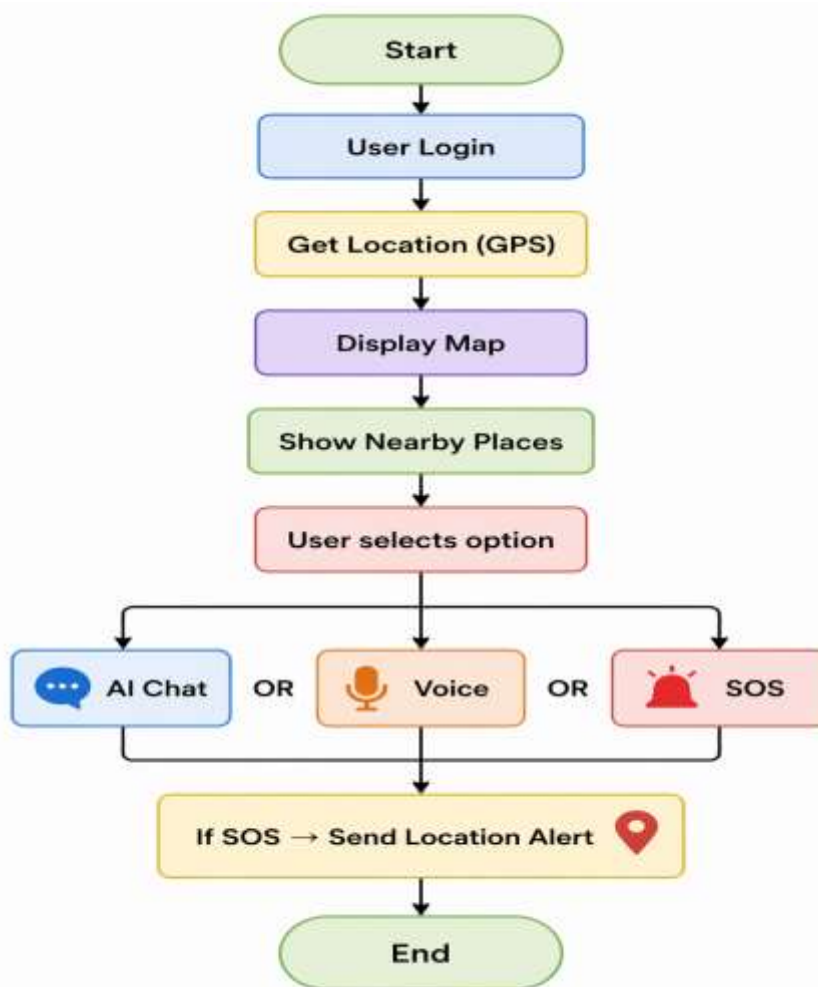 Start
User Login
Get Location (GPS)
Display Map
Show Nearby Places
User selects option
AI Chat OR Voice OR SOS
If SOS → Send Location Alert
End